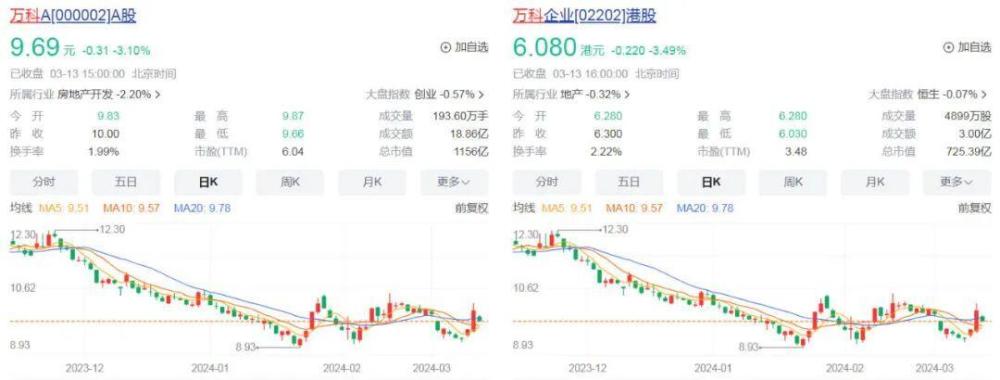 万科A[000002]A股
9.69 元 -0.31 -3.10%
加自选
已收盘 03-13 15:00:00 北京时间
所属行业 房地产开发 -2.20% > 大盘指数 创业 -0.57% >
今开 9.83 最高 9.87 成交量 193.60万手
昨收 10.00 最低 9.66 成交额 18.86亿
换手率 1.99% 市盈(TTM) 6.04 总市值 1156亿
分时 五日 日K 周K 月K 更多
均线 MA5: 9.51 MA10: 9.57 MA20: 9.78 前复权
12.30
12.30
10.62
8.93
8.93
2023-12 2024-01 2024-02 2024-03
万科企业[02202]港股
6.080 港元 -0.220 -3.49%
加自选
已收盘 03-13 16:00:00 北京时间
所属行业 地产 -0.32% > 大盘指数 恒生 -0.07% >
今开 6.280 最高 6.280 成交量 4899万股
昨收 6.300 最低 6.030 成交额 3.00亿
换手率 2.22% 市盈(TTM) 3.48 总市值 725.39亿
分时 五日 日K 周K 月K 更多
均线 MA5: 9.51 MA10: 9.57 MA20: 9.78 前复权
12.30
12.30
10.62
8.93
8.93
2023-12 2024-01 2024-02 2024-03